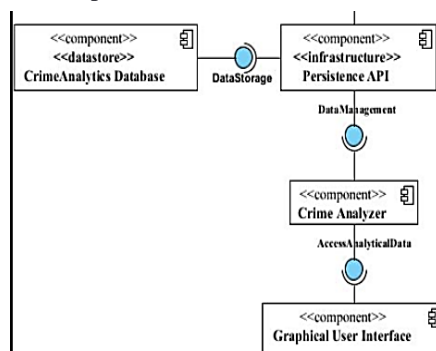 <<component>>
<<datastore>>
CrimeAnalytics Database
DataStorage
<<component>>
<<infrastructure>>
Persistence API
DataManagement
<<component>>
Crime Analyzer
AccessAnalyticalData
<<component>>
Graphical User Interface